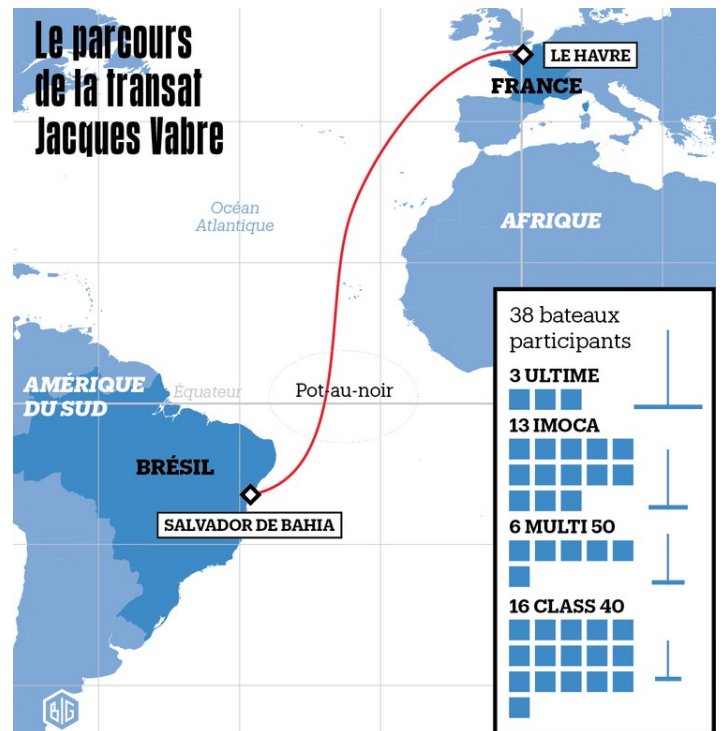 Le parcours
de la transat
Jacques Vabre
LE HAVRE
FRANCE
Océan
Atlantique
AFRIQUE
38 bateaux
participants
3 ULTIME
13 IMOCA
6 MULTI 50
16 CLASS 40
AMÉRIQUE
DU SUD
Équateur
Pot-au-noir
BRÉSIL
SALVADOR DE BAHIA
BIG